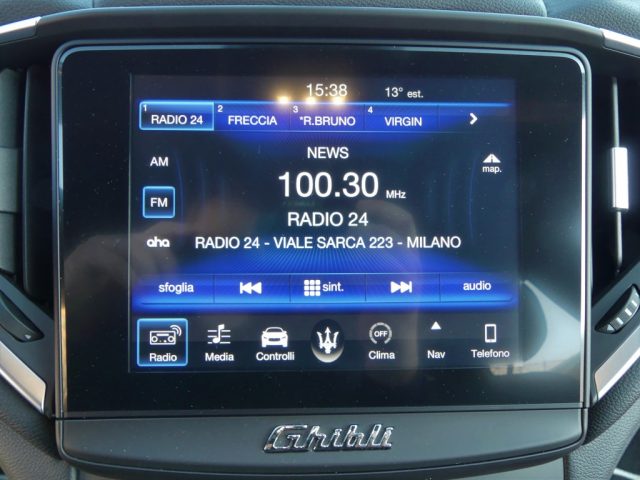 15:38 13° est.
1 RADIO 24 2 FRECCIA 3 *R.BRUNO 4 VIRGIN
NEWS
AM
map.
100.30 MHz
FM
RADIO 24
aha RADIO 24 - VIALE SARCA 223 - MILANO
sfoglia sint. audio
OFF
Radio Media Controlli Clima Nav Telefono
Ghibli